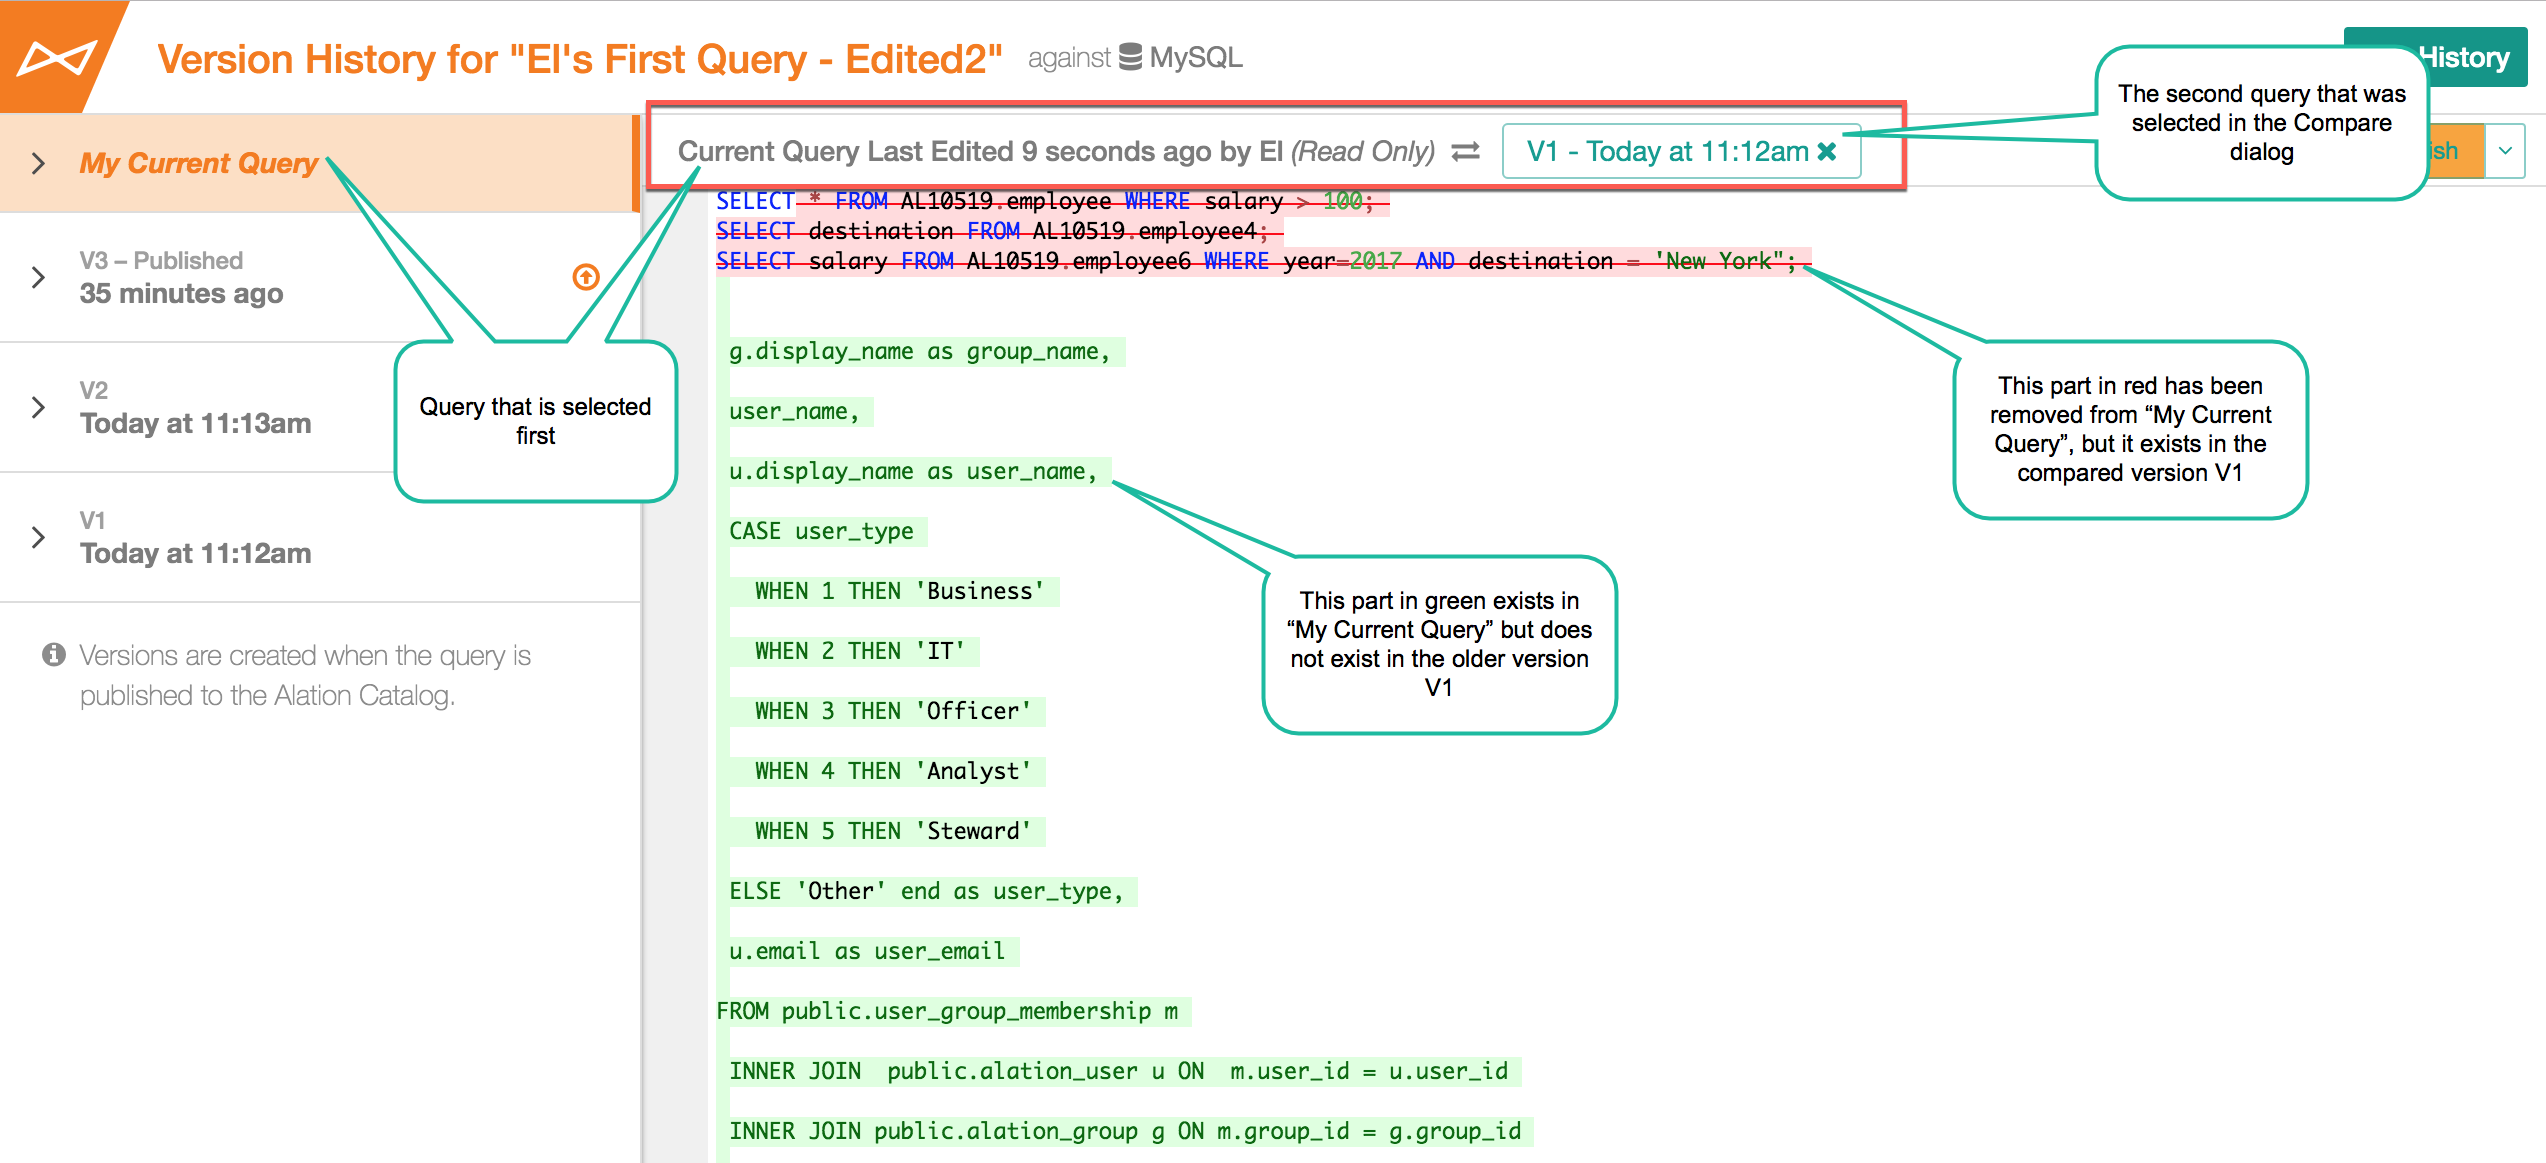 Version History for "El's First Query - Edited2" against MySQL
History
The second query that was
selected in the Compare
dialog
My Current Query
Current Query Last Edited 9 seconds ago by El (Read Only) V1 - Today at 11:12am
ish
SELECT * FROM AL10519.employee WHERE salary > 100;
SELECT destination FROM AL10519.employee4;
SELECT salary FROM AL10519.employee6 WHERE year=2017 AND destination = 'New York";
V3 – Published
35 minutes ago
V2
Today at 11:13am
V1
Today at 11:12am
Versions are created when the query is
published to the Alation Catalog.
Query that is selected
first
This part in red has been
removed from “My Current
Query”, but it exists in the
compared version V1
This part in green exists in
“My Current Query” but does
not exist in the older version
V1
g.display_name as group_name,
user_name,
u.display_name as user_name,
CASE user_type
WHEN 1 THEN 'Business'
WHEN 2 THEN 'IT'
WHEN 3 THEN 'Officer'
WHEN 4 THEN 'Analyst'
WHEN 5 THEN 'Steward'
ELSE 'Other' end as user_type,
u.email as user_email
FROM public.user_group_membership m
INNER JOIN  public.alation_user u ON  m.user_id = u.user_id
INNER JOIN public.alation_group g ON m.group_id = g.group_id